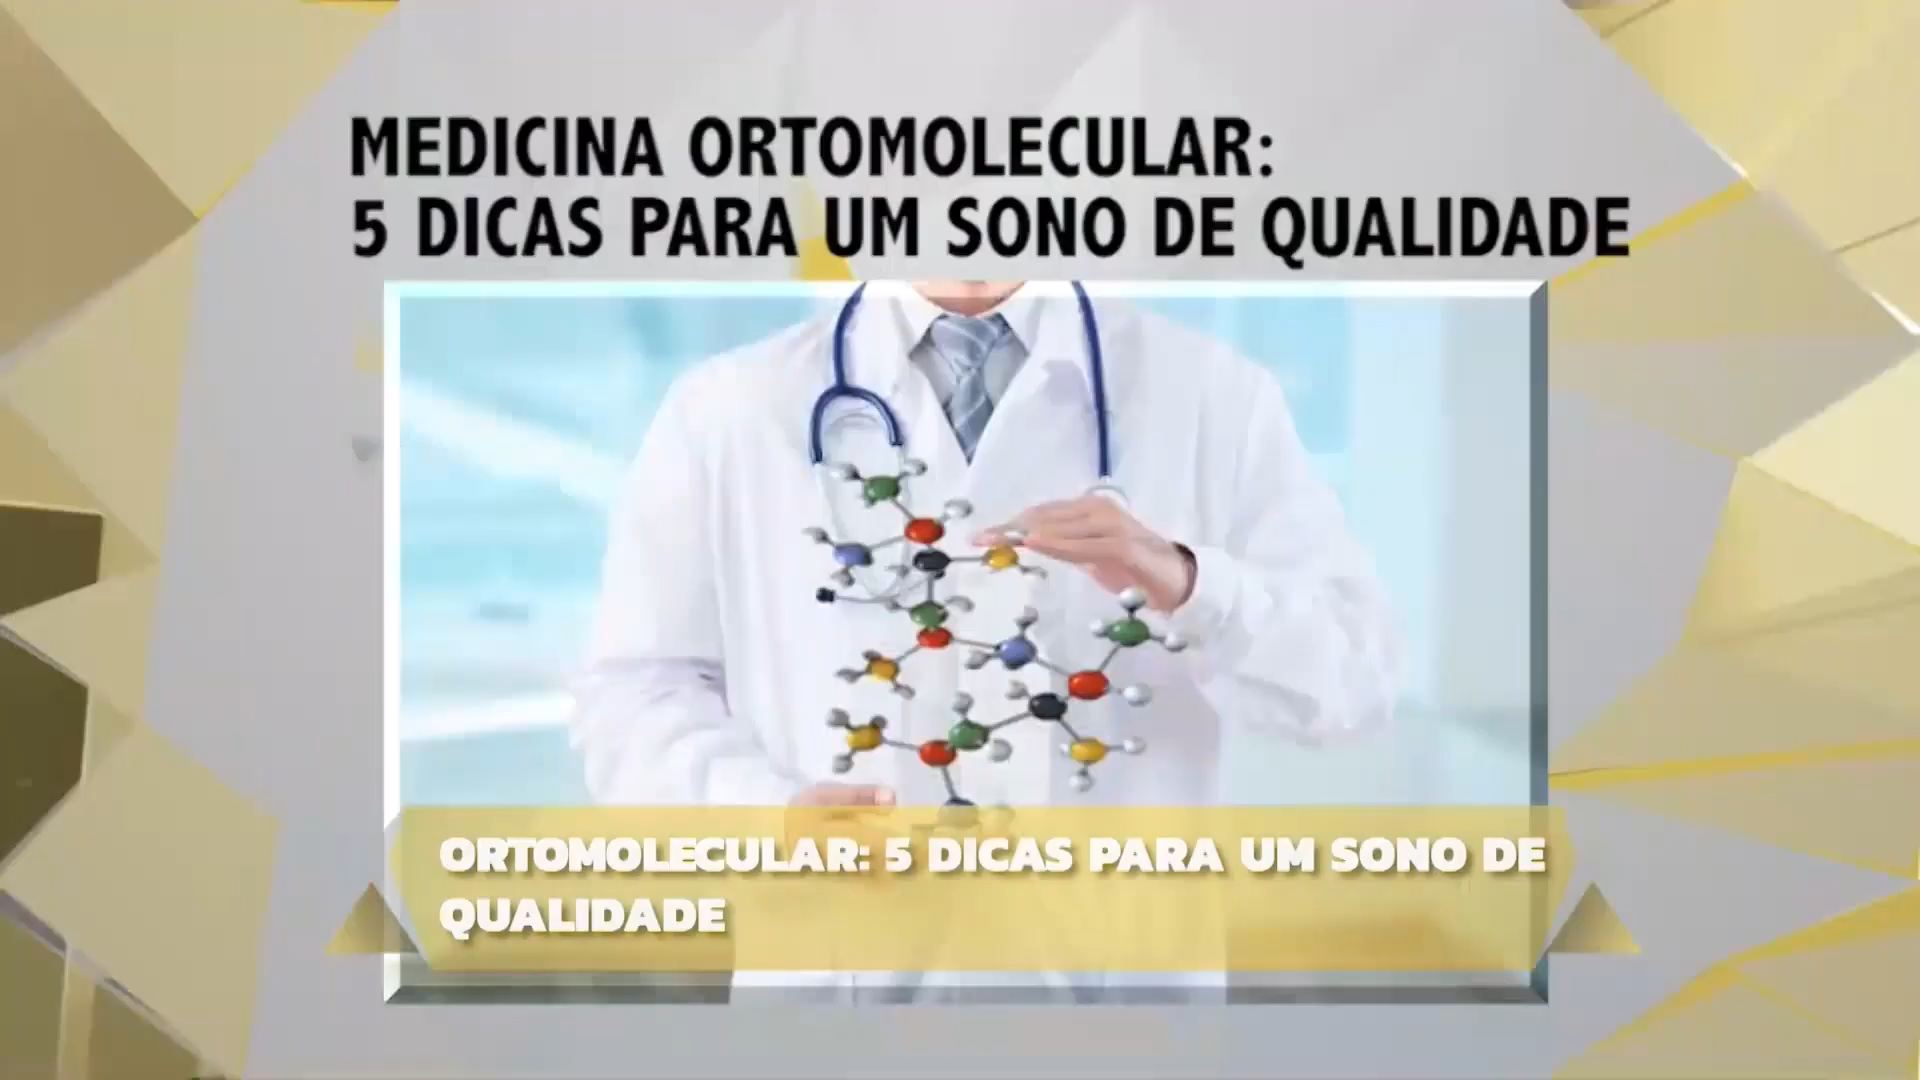 MEDICINA ORTOMOLECULAR:
5 DICAS PARA UM SONO DE QUALIDADE
ORTOMOLECULAR: 5 DICAS PARA UM SONO DE
QUALIDADE